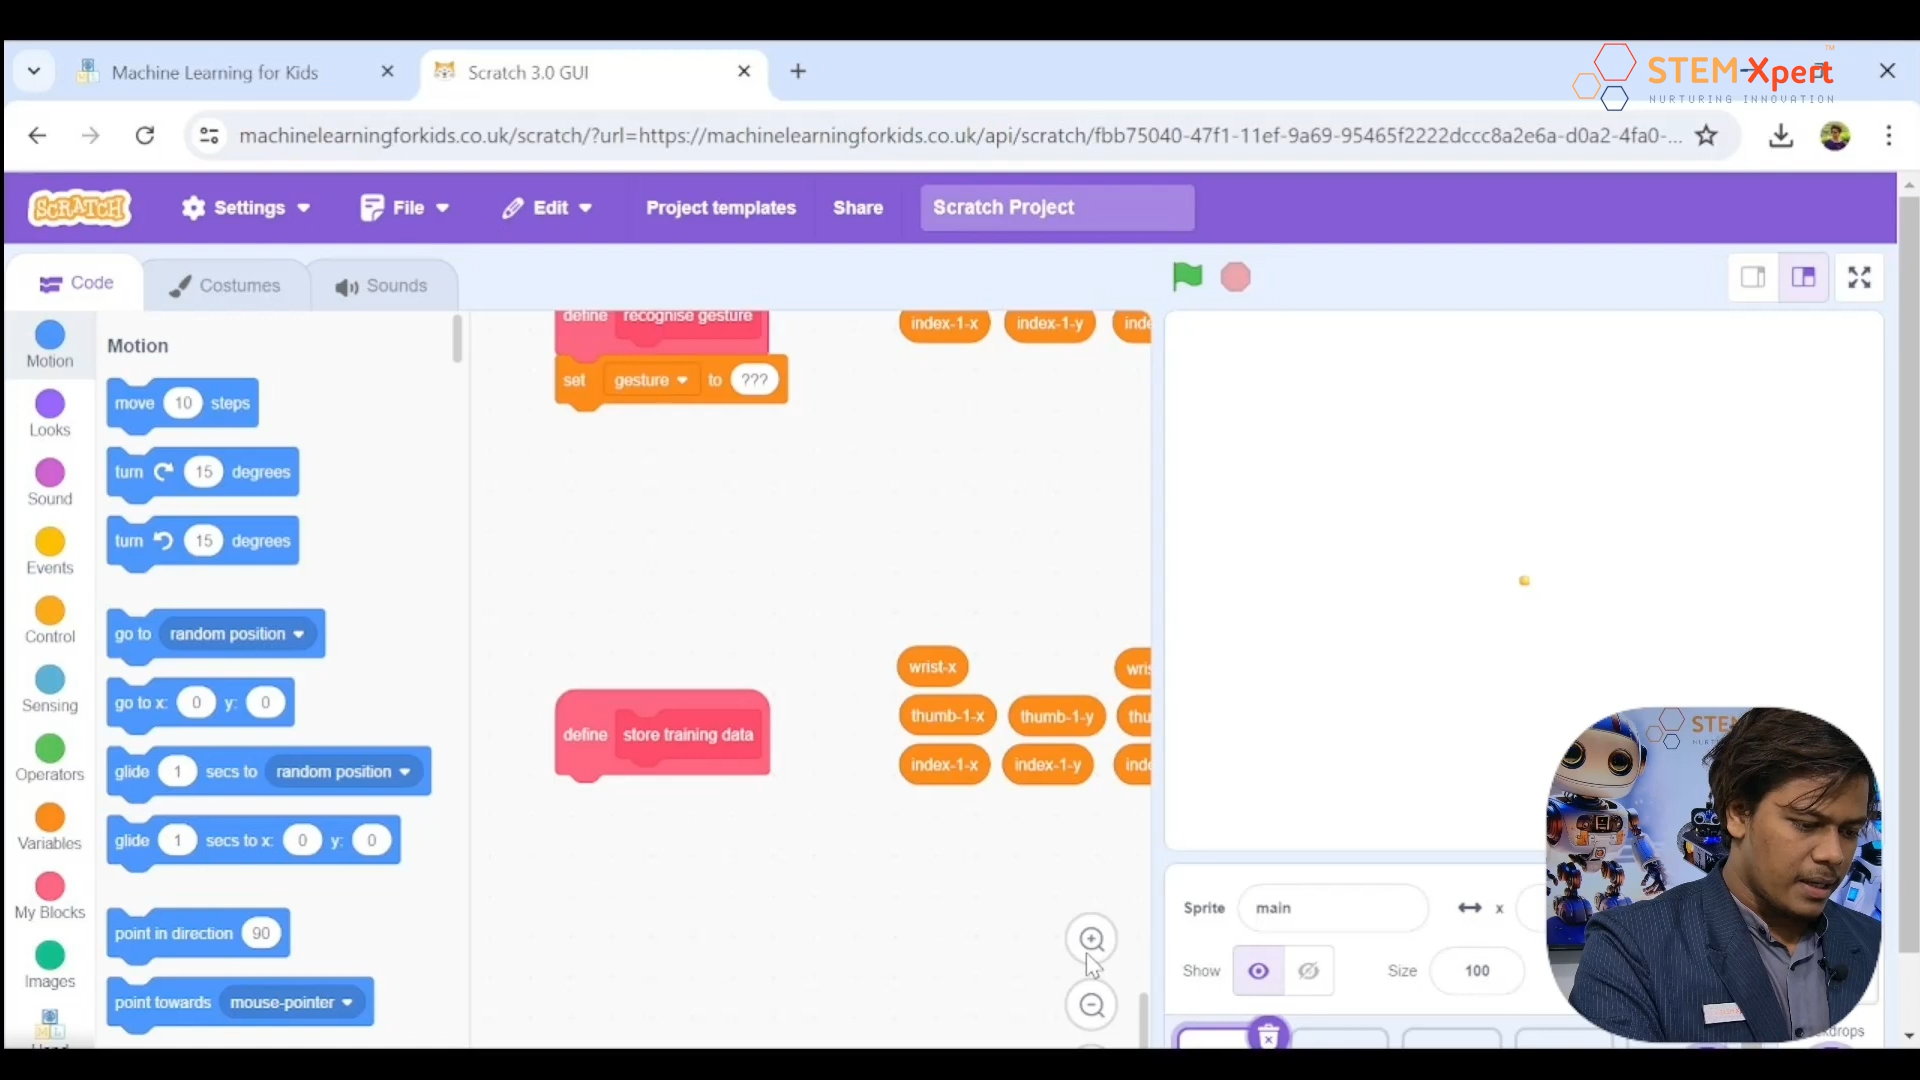 Machine Learning for Kids
Scratch 3.0 GUI
STEM-Xpert
TM
NURTURING INNOVATION
machinelearningforkids.co.uk/scratch/?url=https://machinelearningforkids.co.uk/api/scratch/fbb75040-47f1-11ef-9a69-95465f2222dccc8a2e6a-d0a2-4fa0-...
SCRATCH
Settings
File
Edit
Project templates
Share
Scratch Project
Code
Costumes
Sounds
Motion
Looks
Sound
Events
Control
Sensing
Operators
Variables
My Blocks
Images
Motion
move 10 steps
turn 15 degrees
turn 15 degrees
go to random position
go to x: 0 y: 0
glide 1 secs to random position
glide 1 secs to x: 0 y: 0
point in direction 90
point towards mouse-pointer
define recognise gesture
set gesture to ???
index-1-x index-1-y
define store training data
wrist-x
thumb-1-x thumb-1-y
index-1-x index-1-y
Sprite main x
Show
Size 100
STEM